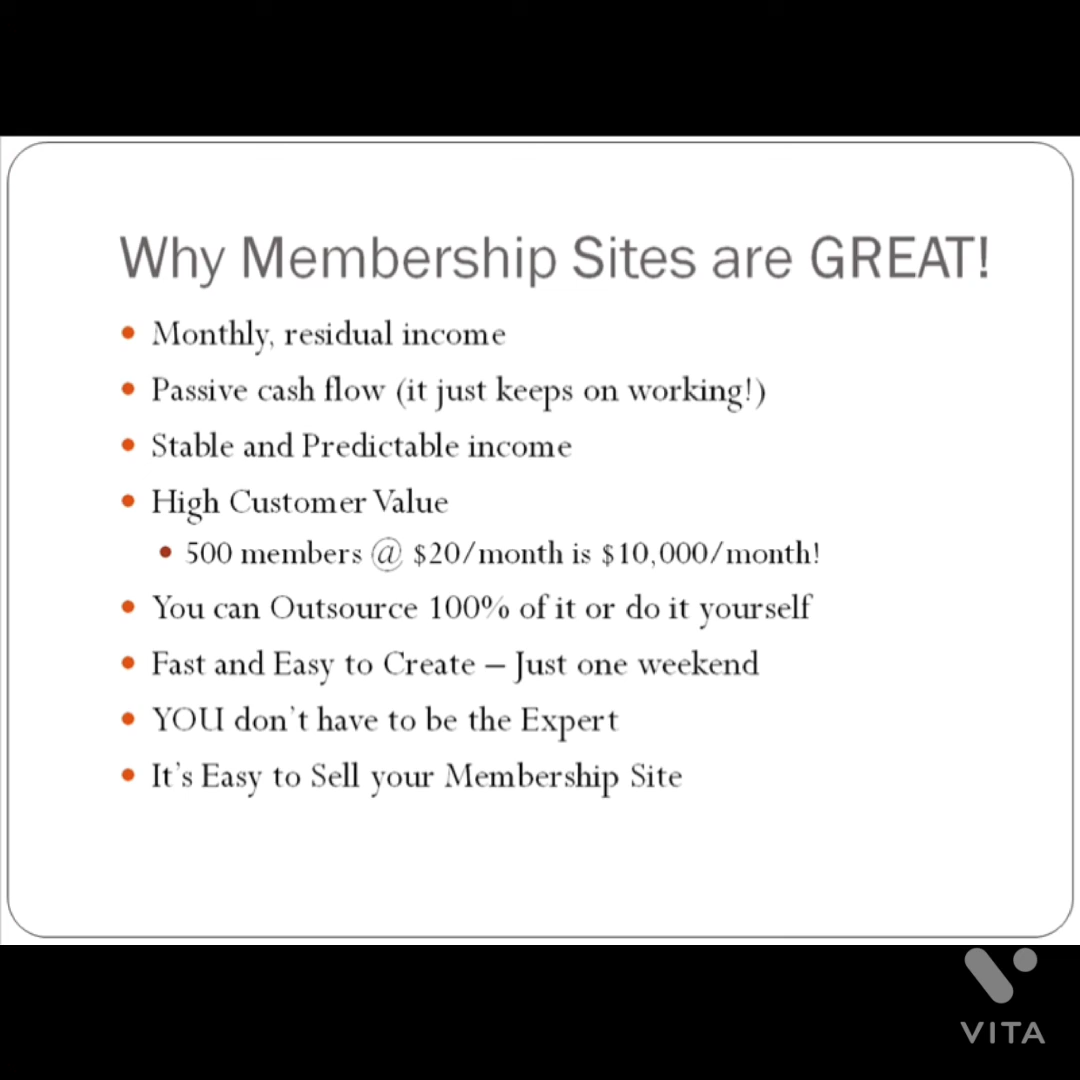 Why Membership Sites are GREAT!
• Monthly, residual income
• Passive cash flow (it just keeps on working!)
• Stable and Predictable income
• High Customer Value
• 500 members @ $20/month is $10,000/month!
• You can Outsource 100% of it or do it yourself
• Fast and Easy to Create – Just one weekend
• YOU don't have to be the Expert
• It's Easy to Sell your Membership Site
VITA